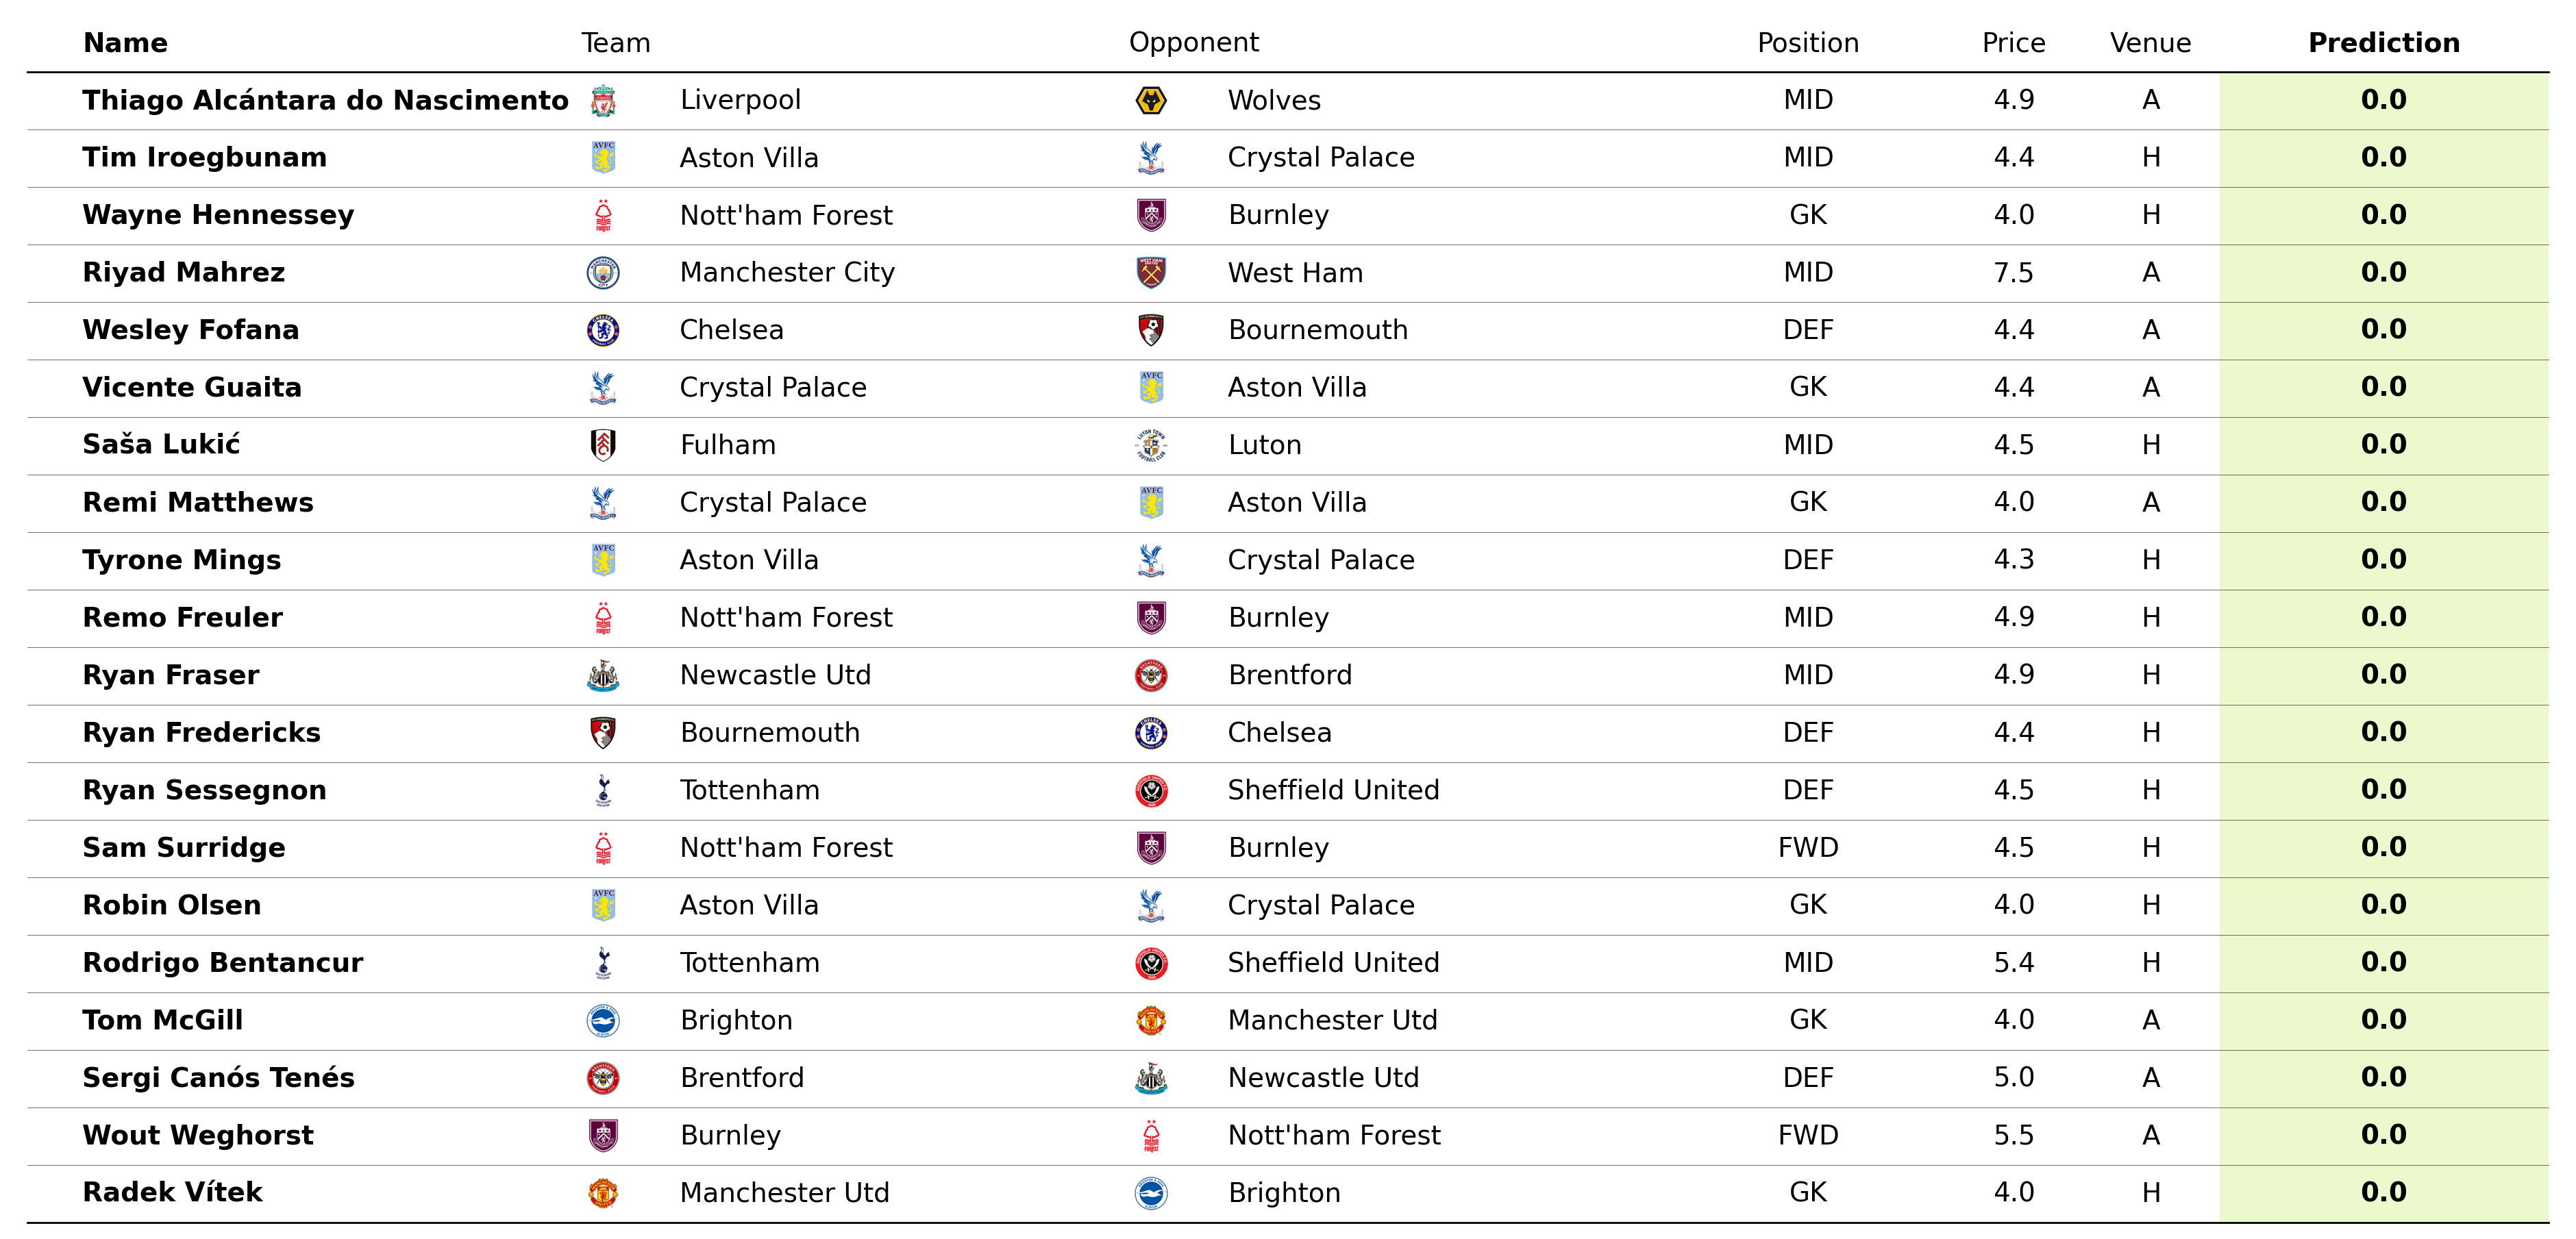 Name Team Opponent Position Price Venue Prediction
Thiago Alcántara do Nascimento Liverpool Wolves MID 4.9 A 0.0
Tim Iroegbunam Aston Villa Crystal Palace MID 4.4 H 0.0
Wayne Hennessey Nott'ham Forest Burnley GK 4.0 H 0.0
Riyad Mahrez Manchester City West Ham MID 7.5 A 0.0
Wesley Fofana Chelsea Bournemouth DEF 4.4 A 0.0
Vicente Guaita Crystal Palace Aston Villa GK 4.4 A 0.0
Saša Lukić Fulham Luton MID 4.5 H 0.0
Remi Matthews Crystal Palace Aston Villa GK 4.0 A 0.0
Tyrone Mings Aston Villa Crystal Palace DEF 4.3 H 0.0
Remo Freuler Nott'ham Forest Burnley MID 4.9 H 0.0
Ryan Fraser Newcastle Utd Brentford MID 4.9 H 0.0
Ryan Fredericks Bournemouth Chelsea DEF 4.4 H 0.0
Ryan Sessegnon Tottenham Sheffield United DEF 4.5 H 0.0
Sam Surridge Nott'ham Forest Burnley FWD 4.5 H 0.0
Robin Olsen Aston Villa Crystal Palace GK 4.0 H 0.0
Rodrigo Bentancur Tottenham Sheffield United MID 5.4 H 0.0
Tom McGill Brighton Manchester Utd GK 4.0 A 0.0
Sergi Canós Tenés Brentford Newcastle Utd DEF 5.0 A 0.0
Wout Weghorst Burnley Nott'ham Forest FWD 5.5 A 0.0
Radek Vítek Manchester Utd Brighton GK 4.0 H 0.0